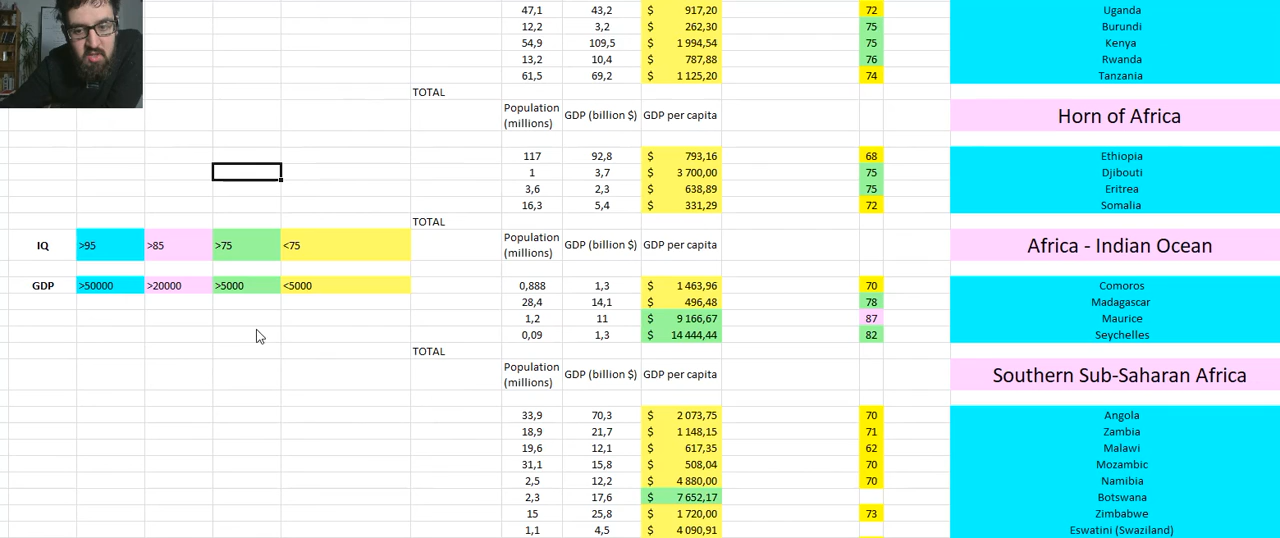 47,1 43,2 $ 917,20 72 Uganda
12,2 3,2 $ 262,30 75 Burundi
54,9 109,5 $ 1 994,54 75 Kenya
13,2 10,4 $ 787,88 76 Rwanda
61,5 69,2 $ 1 125,20 74 Tanzania
TOTAL
Population (millions) GDP (billion $) GDP per capita Horn of Africa
117 92,8 $ 793,16 68 Ethiopia
1 3,7 $ 3 700,00 75 Djibouti
3,6 2,3 $ 638,89 75 Eritrea
16,3 5,4 $ 331,29 72 Somalia
TOTAL
IQ >95 >85 >75 <75 Population (millions) GDP (billion $) GDP per capita Africa - Indian Ocean
GDP >50000 >20000 >5000 <5000 0,888 1,3 $ 1 463,96 70 Comoros
28,4 14,1 $ 496,48 78 Madagascar
1,2 11 $ 9 166,67 87 Maurice
0,09 1,3 $ 14 444,44 82 Seychelles
TOTAL
Population (millions) GDP (billion $) GDP per capita Southern Sub-Saharan Africa
33,9 70,3 $ 2 073,75 70 Angola
18,9 21,7 $ 1 148,15 71 Zambia
19,6 12,1 $ 617,35 62 Malawi
31,1 15,8 $ 508,04 70 Mozambic
2,5 12,2 $ 4 880,00 70 Namibia
2,3 17,6 $ 7 652,17 Botswana
15 25,8 $ 1 720,00 73 Zimbabwe
1,1 4,5 $ 4 090,91 Eswatini (Swaziland)